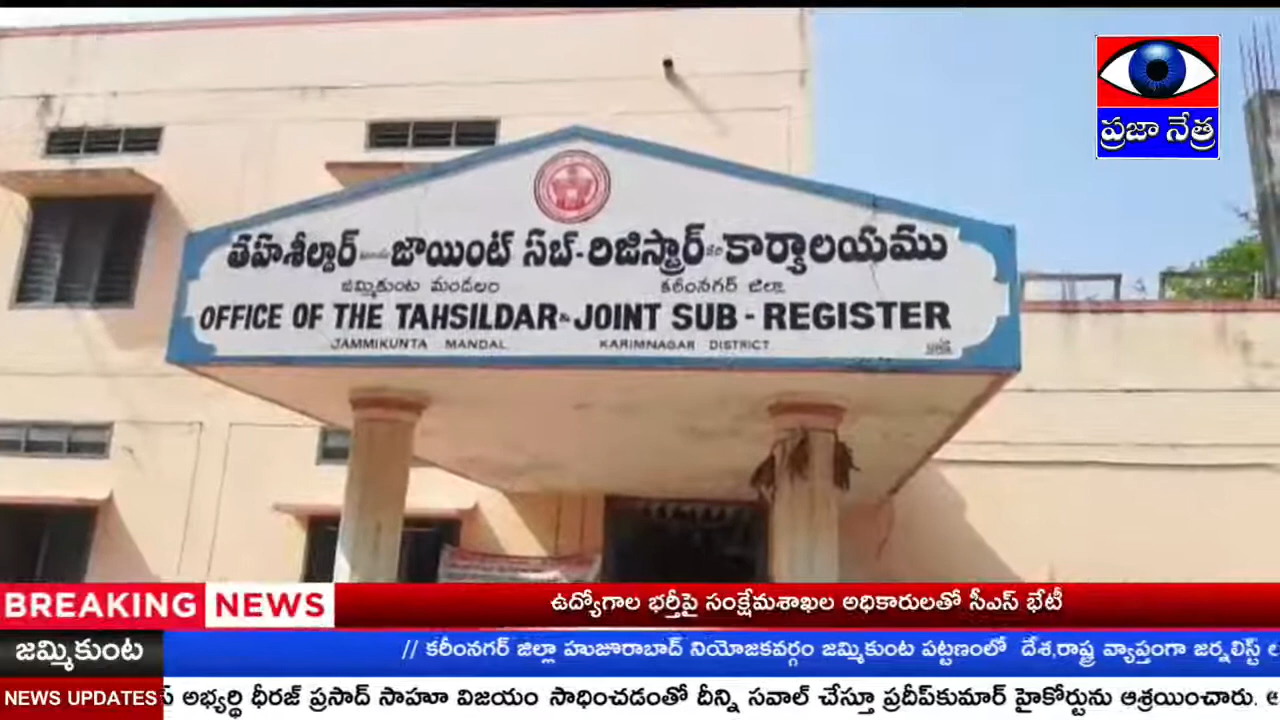 ప్రజా నేత్ర
తహశీల్దార్ జాయింట్ సబ్-రిజిస్ట్రార్ కార్యాలయము
జమ్మికుంట మండలం కరీంనగర్ జిల్లా
OFFICE OF THE TAHSILDAR & JOINT SUB - REGISTER
JAMMIKUNTA MANDAL KARIMNAGAR DISTRICT
BREAKING NEWS ఉద్యోగాల భర్తీపై సంక్షేమశాఖల అధికారులతో సీఎస్ భేటీ
జమ్మికుంట // కరీంనగర్ జిల్లా హుజూరాబాద్ నియోజకవర్గం జమ్మికుంట పట్టణంలో దేశ,రాష్ట్ర వ్యాప్తంగా జర్నలిస్ట్
NEWS UPDATES అభ్యర్థి ధీరజ్ ప్రసాద్ సాహూ విజయం సాధించడంతో దీన్ని సవాల్ చేస్తూ ప్రదీప్‌కుమార్ హైకోర్టును ఆశ్రయించారు.